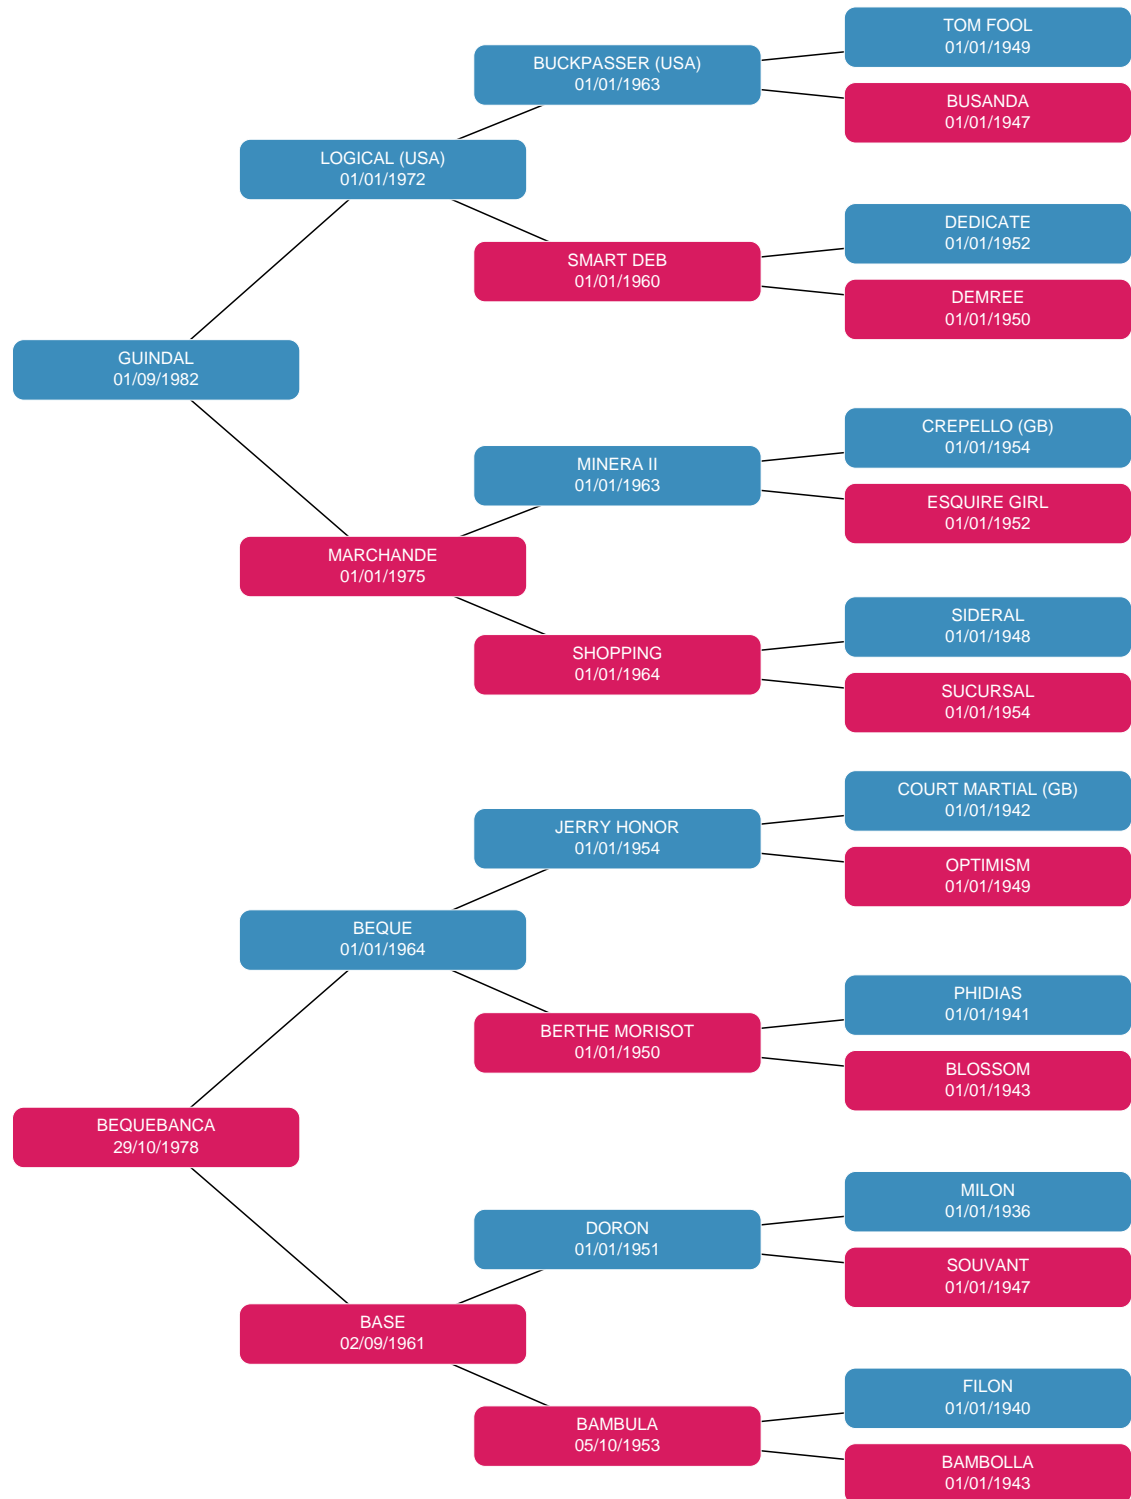 TOM FOOL
01/01/1949
BUCKPASSER (USA)
01/01/1963
BUSANDA
01/01/1947
LOGICAL (USA)
01/01/1972
DEDICATE
01/01/1952
SMART DEB
01/01/1960
DEMREE
01/01/1950
GUINDAL
01/09/1982
CREPELLO (GB)
01/01/1954
MINERA II
01/01/1963
ESQUIRE GIRL
01/01/1952
MARCHANDE
01/01/1975
SIDERAL
01/01/1948
SHOPPING
01/01/1964
SUCURSAL
01/01/1954
COURT MARTIAL (GB)
01/01/1942
JERRY HONOR
01/01/1954
OPTIMISM
01/01/1949
BEQUE
01/01/1964
PHIDIAS
01/01/1941
BERTHE MORISOT
01/01/1950
BLOSSOM
01/01/1943
BEQUEBANCA
29/10/1978
MILON
01/01/1936
DORON
01/01/1951
SOUVANT
01/01/1947
BASE
02/09/1961
FILON
01/01/1940
BAMBULA
05/10/1953
BAMBOLLA
01/01/1943